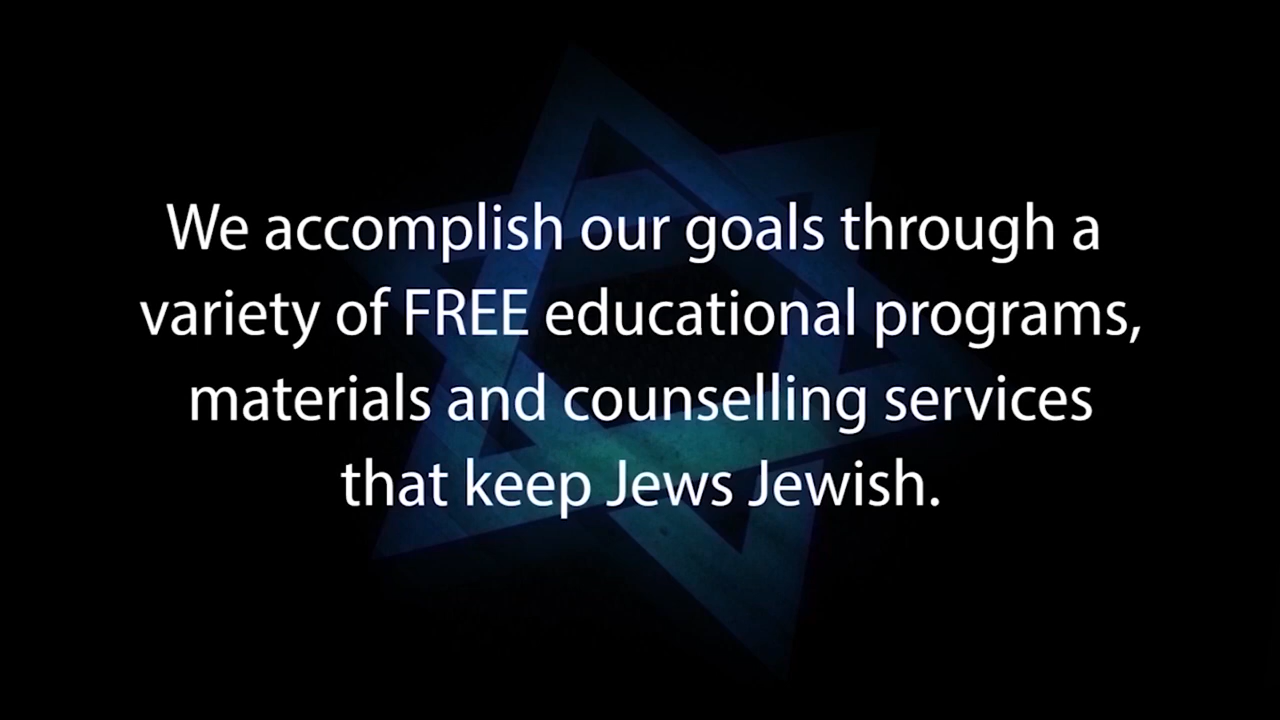 We accomplish our goals through a
variety of FREE educational programs,
materials and counselling services
that keep Jews Jewish.